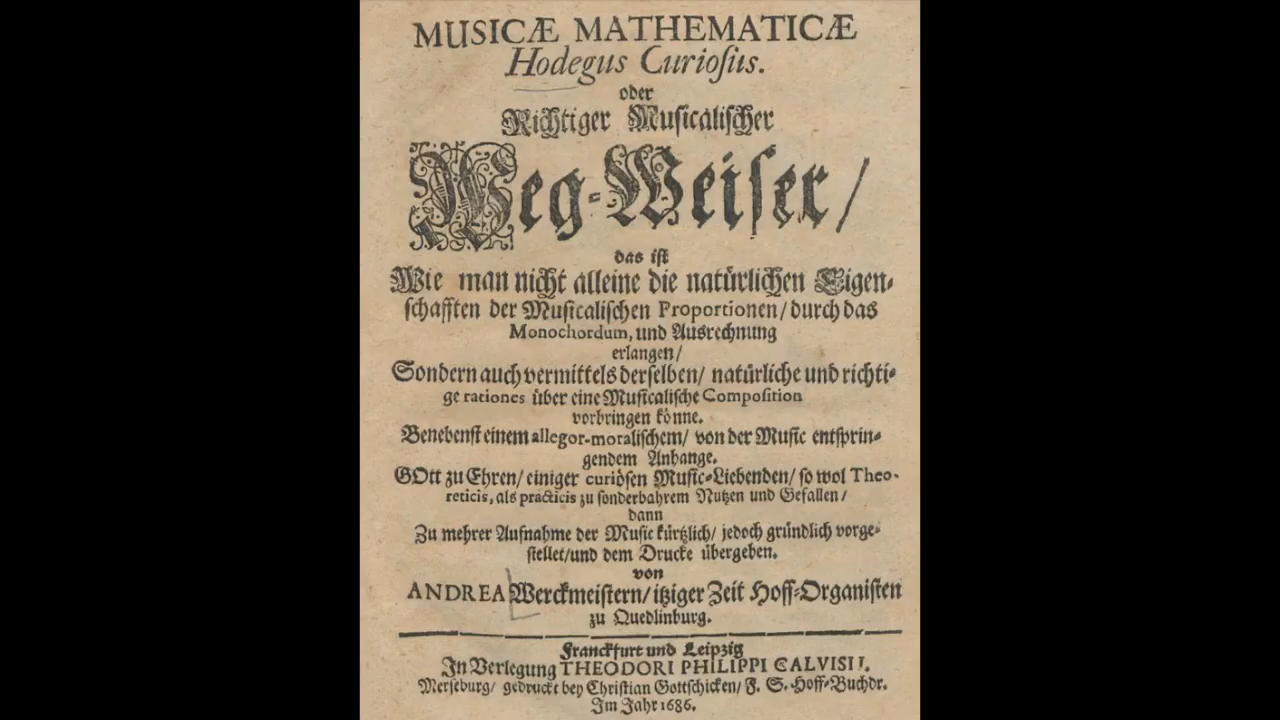 MUSICÆ MATHEMATICÆ
Hodegus Curioſus.
oder
Richtiger Muſicaliſcher
Weg-Weiſer/
das iſt
Wie man nicht alleine die natürlichen Eigen-
ſchafften der Muſicaliſchen Proportionen/ durch das
Monochordum, und Ausrechnung
erlangen/
Sondern auch vermittels derſelben/ natürliche und richti-
ge rationes über eine Muſicaliſche Compoſition
vorbringen könne.
Benebenſt einem allegor-moraliſchem/ von der Muſic entſprin-
gendem Anhange.
GOtt zu Ehren/ einiger curiöſen Muſic-Liebenden/ ſo wol Theo-
reticis, als practicis zu ſonderbahrem Nutzen und Gefallen/
dann
Zu mehrer Aufnahme der Muſic kürtzlich/ jedoch gründlich vorge-
ſtellet/ und dem Drucke übergeben.
von
ANDREA Werckmeiſtern/ itziger Zeit Hoff-Organiſten
zu Quedlinburg.
Franckfurt und Leipzig
In Verlegung THEODORI PHILIPPI CALVISII.
Merſeburg/ gedruckt bey Chriſtian Gottſchicken/ F. S. Hoff-Buchdr.
Im Jahr 1686.